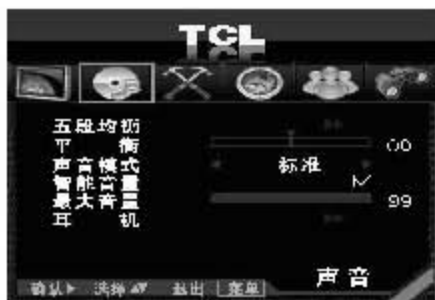 TCL
五段均衡
平 衡 00
声音模式 标准
智能音量
最大音量 99
耳 机
声音
确认 选择 退出 菜单